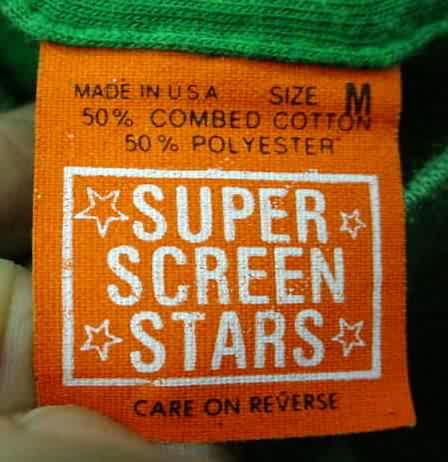 MADE IN U.S.A SIZE M
50% COMBED COTTON
50% POLYESTER
SUPER
SCREEN
STARS
CARE ON REVERSE